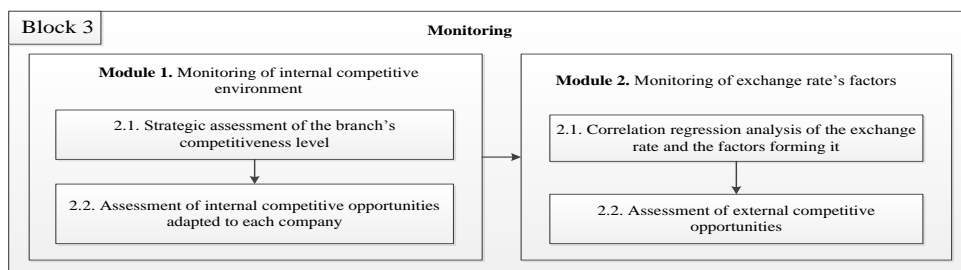 Block 3
Monitoring
Module 1. Monitoring of internal competitive
environment
2.1. Strategic assessment of the branch's
competitiveness level
2.2. Assessment of internal competitive opportunities
adapted to each company
Module 2. Monitoring of exchange rate's factors
2.1. Correlation regression analysis of the exchange
rate and the factors forming it
2.2. Assessment of external competitive
opportunities